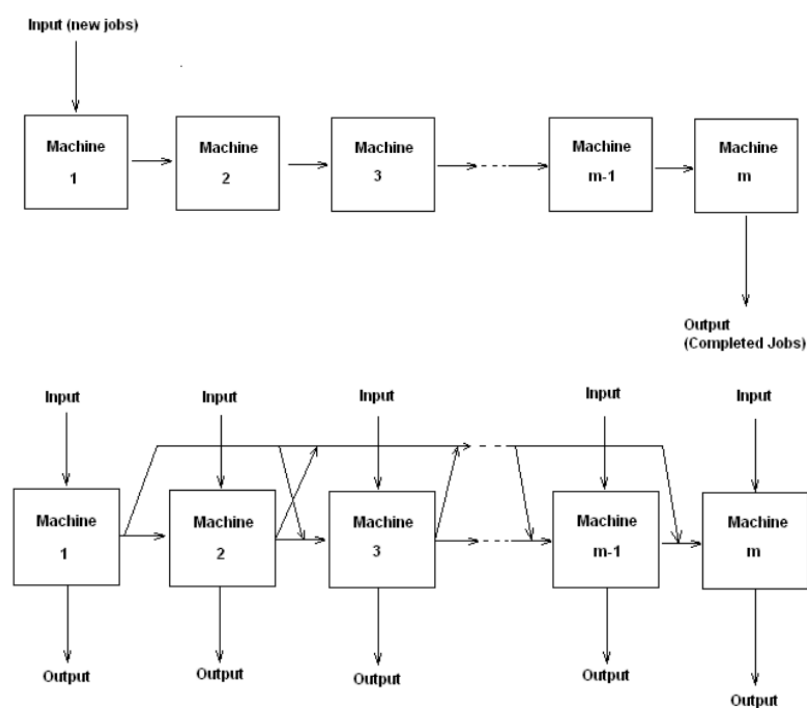 Input (new jobs)
Machine
1
Machine
2
Machine
3
Machine
m-1
Machine
m
Output
(Completed Jobs)
Input
Input
Input
Input
Input
Machine
1
Machine
2
Machine
3
Machine
m-1
Machine
m
Output
Output
Output
Output
Output